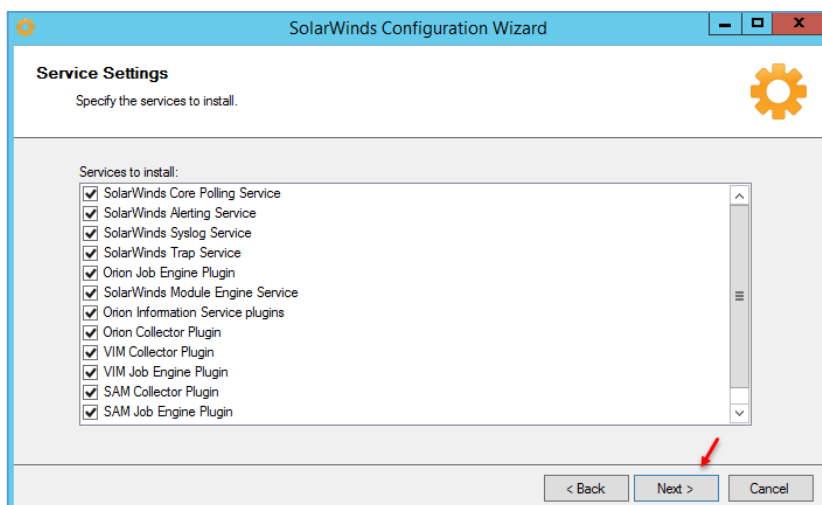 SolarWinds Configuration Wizard
Service Settings
Specify the services to install.
Services to install:
SolarWinds Core Polling Service
SolarWinds Alerting Service
SolarWinds Syslog Service
SolarWinds Trap Service
Orion Job Engine Plugin
SolarWinds Module Engine Service
Orion Information Service plugins
Orion Collector Plugin
VIM Collector Plugin
VIM Job Engine Plugin
SAM Collector Plugin
SAM Job Engine Plugin
< Back Next > Cancel